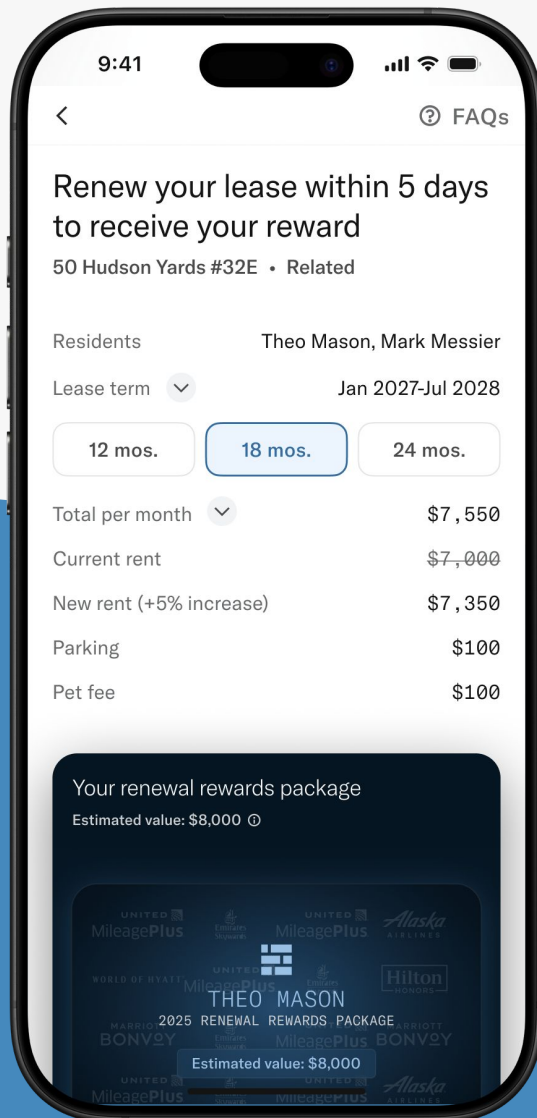 9:41
FAQs
Renew your lease within 5 days
to receive your reward
50 Hudson Yards #32E • Related
Residents Theo Mason, Mark Messier
Lease term Jan 2027-Jul 2028
12 mos. 18 mos. 24 mos.
Total per month $7,550
Current rent $7,000
New rent (+5% increase) $7,350
Parking $100
Pet fee $100
Your renewal rewards package
Estimated value: $8,000
UNITED UNITED Alaska
MileagePlus Emirates Skywards MileagePlus AIRLINES
WORLD OF HYATT UNITED MileagePlus Hilton
HONORS
THEO MASON
2025 RENEWAL REWARDS PACKAGE
MARRIOTT MARRIOTT
BONVOY BONVOY
Estimated value: $8,000
UNITED UNITED Alaska
MileagePlus MileagePlus AIRLINES